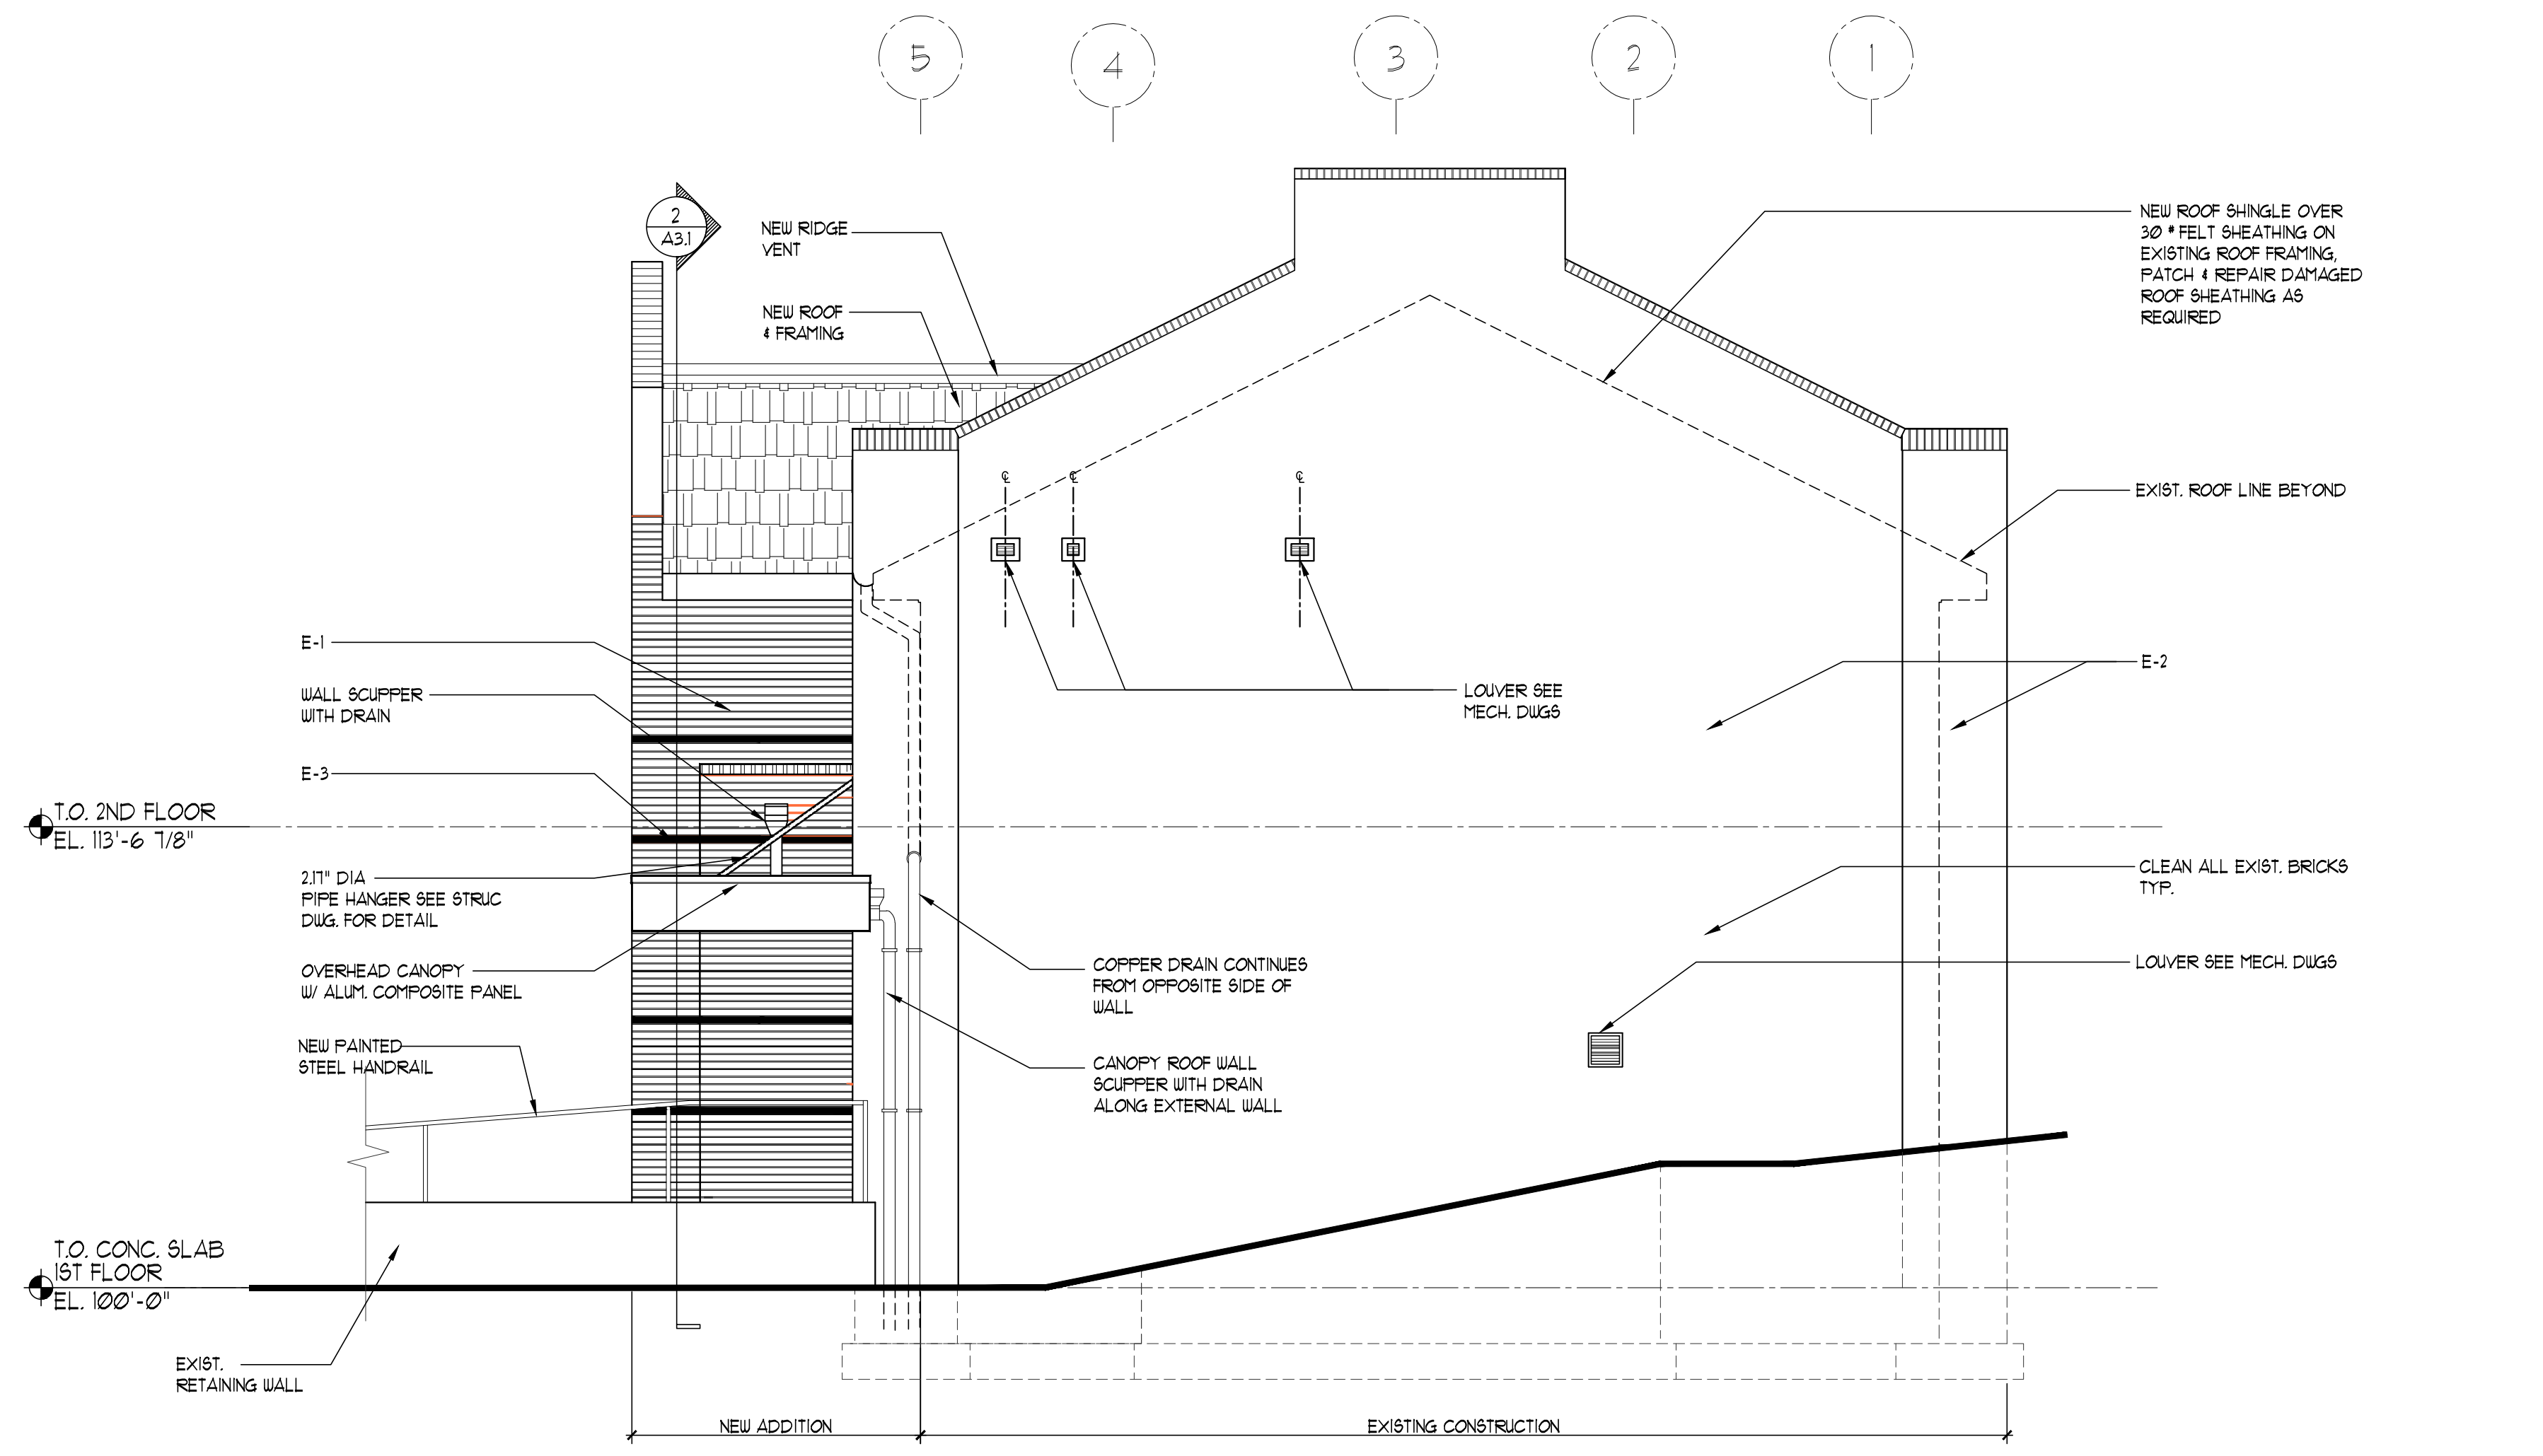 5
4
3
2
1
2
A3.1
NEW RIDGE
VENT
NEW ROOF
& FRAMING
NEW ROOF SHINGLE OVER
30 # FELT SHEATHING ON
EXISTING ROOF FRAMING,
PATCH & REPAIR DAMAGED
ROOF SHEATHING AS
REQUIRED
EXIST. ROOF LINE BEYOND
℄
℄
℄
E-1
WALL SCUPPER
WITH DRAIN
E-3
LOUVER SEE
MECH. DWGS
E-2
T.O. 2ND FLOOR
EL. 113'-6 7/8"
2.17" DIA
PIPE HANGER SEE STRUC
DWG. FOR DETAIL
OVERHEAD CANOPY
W/ ALUM. COMPOSITE PANEL
NEW PAINTED
STEEL HANDRAIL
COPPER DRAIN CONTINUES
FROM OPPOSITE SIDE OF
WALL
CANOPY ROOF WALL
SCUPPER WITH DRAIN
ALONG EXTERNAL WALL
CLEAN ALL EXIST. BRICKS
TYP.
LOUVER SEE MECH. DWGS
T.O. CONC. SLAB
1ST FLOOR
EL. 100'-0"
EXIST.
RETAINING WALL
NEW ADDITION
EXISTING CONSTRUCTION